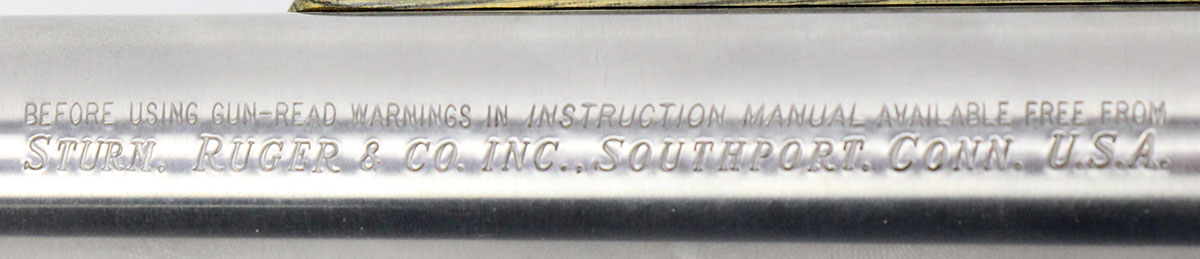 BEFORE USING GUN-READ WARNINGS IN INSTRUCTION MANUAL AVAILABLE FREE FROM
STURM, RUGER & CO. INC., SOUTHPORT, CONN. U.S.A.